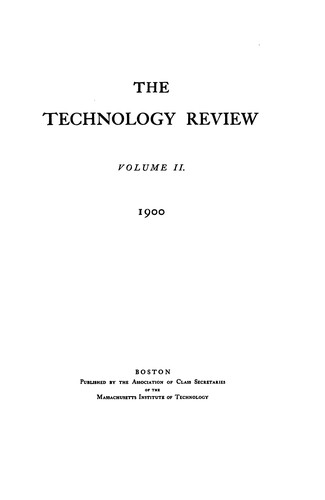 THE
TECHNOLOGY REVIEW
VOLUME II.
1900
BOSTON
Published by the Association of Class Secretaries
of the
Massachusetts Institute of Technology